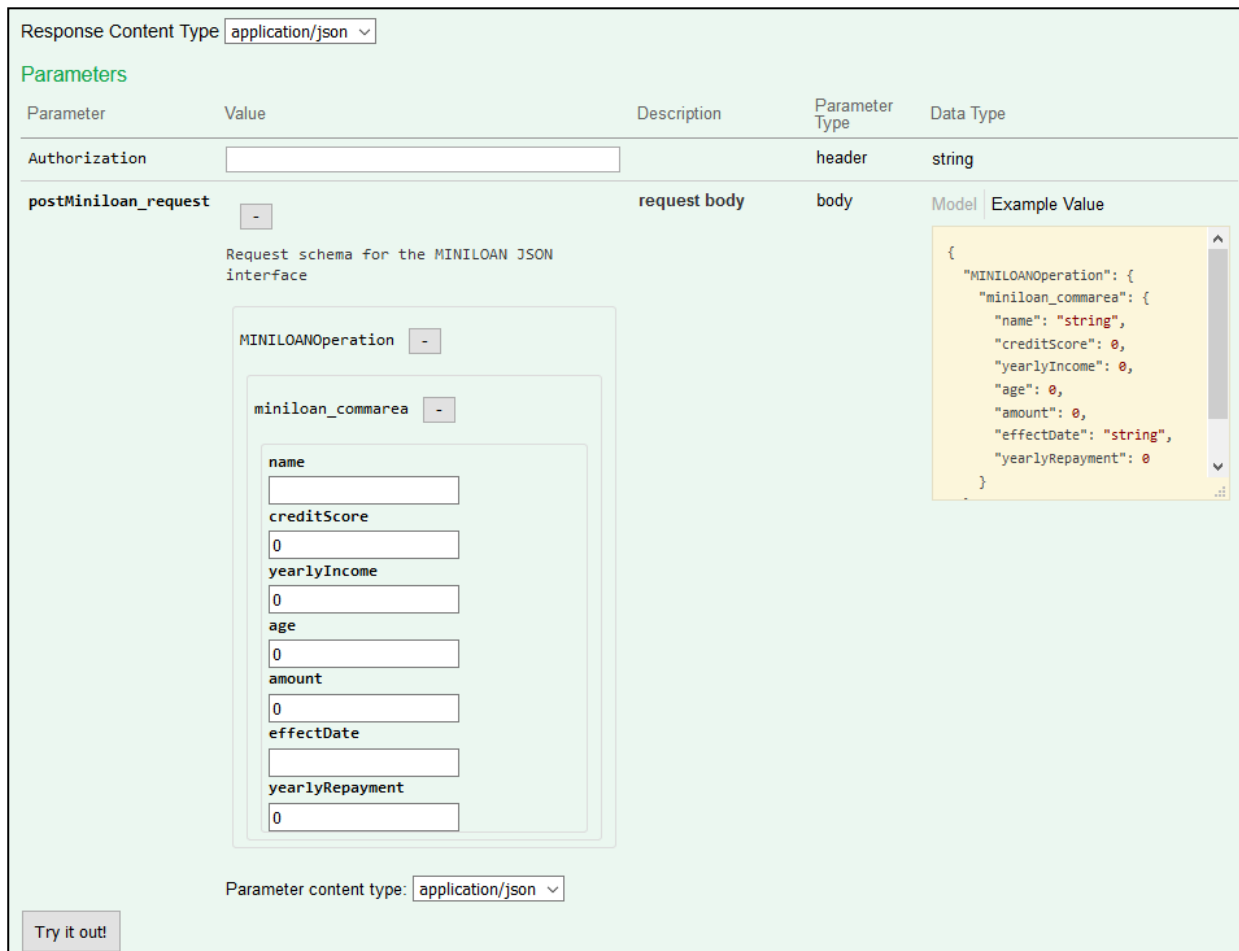 Response Content Type application/json
Parameters
Parameter Value Description Parameter Type Data Type
Authorization header string
postMiniloan_request - request body body Model Example Value
Request schema for the MINILOAN JSON
interface
MINILOANOperation -
miniloan_commarea -
name
creditScore
0
yearlyIncome
0
age
0
amount
0
effectDate
yearlyRepayment
0
{
"MINILOANOperation": {
"miniloan_commarea": {
"name": "string",
"creditScore": 0,
"yearlyIncome": 0,
"age": 0,
"amount": 0,
"effectDate": "string",
"yearlyRepayment": 0
}
Parameter content type: application/json
Try it out!